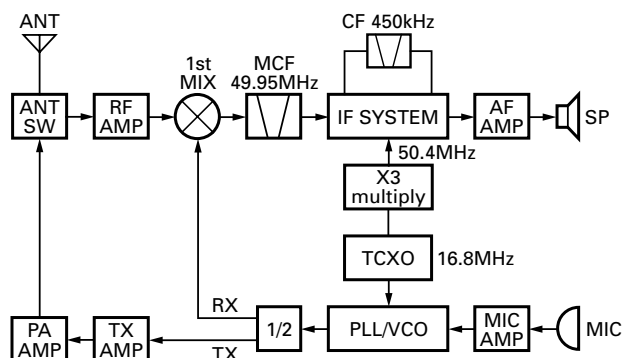 ANT
CF 450kHz
1st
MIX
MCF
49.95MHz
ANT
SW
RF
AMP
IF SYSTEM
AF
AMP
SP
50.4MHz
X3
multiply
TCXO
16.8MHz
RX
PA
AMP
TX
AMP
TX
1/2
PLL/VCO
MIC
AMP
MIC